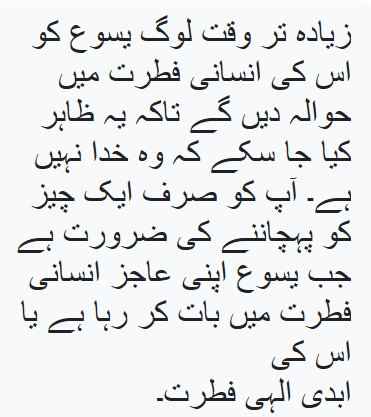 زیادہ تر وقت لوگ یسوع کو
اس کی انسانی فطرت میں
حوالہ دیں گے تاکہ یہ ظاہر
کیا جا سکے کہ وہ خدا نہیں
ہے۔ آپ کو صرف ایک چیز
کو پہچاننے کی ضرورت ہے
جب یسوع اپنی عاجز انسانی
فطرت میں بات کر رہا ہے یا
اس کی
ابدی الہی فطرت۔